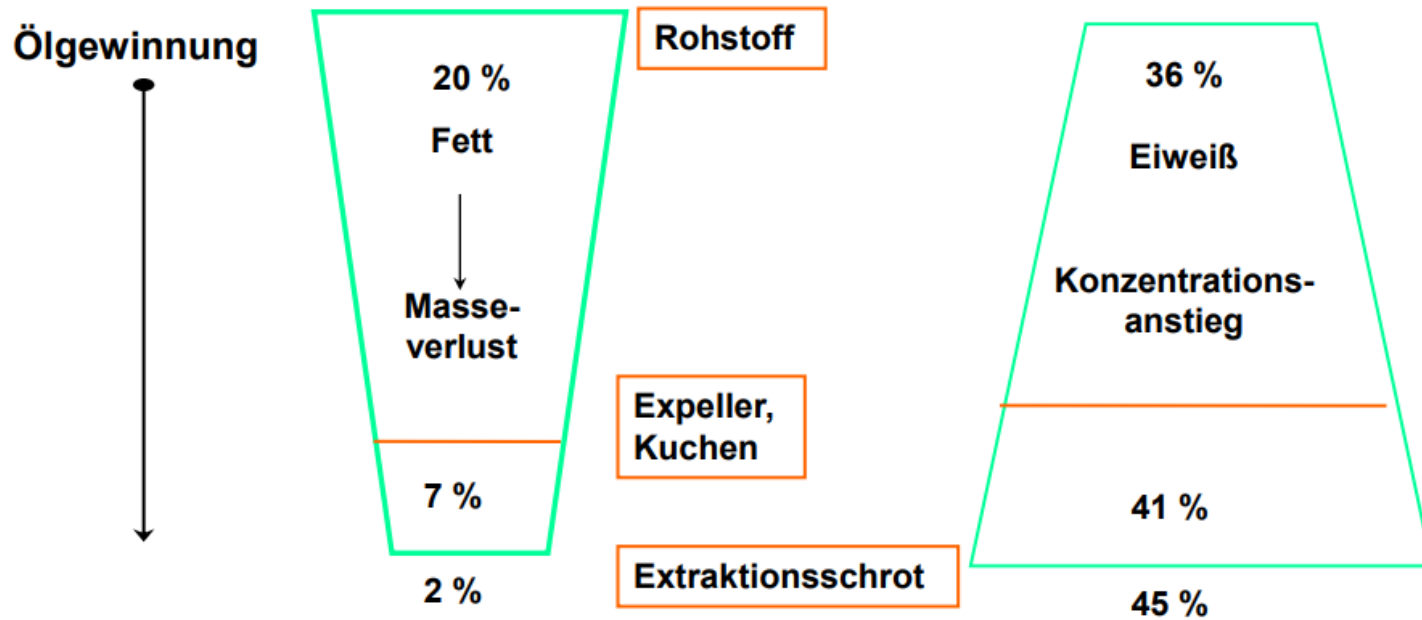 Ölgewinnung
Rohstoff
20 %
Fett
Masse-
verlust
36 %
Eiweiß
Konzentrations-
anstieg
Expeller,
Kuchen
7 %
41 %
Extraktionsschrot
2 %
45 %